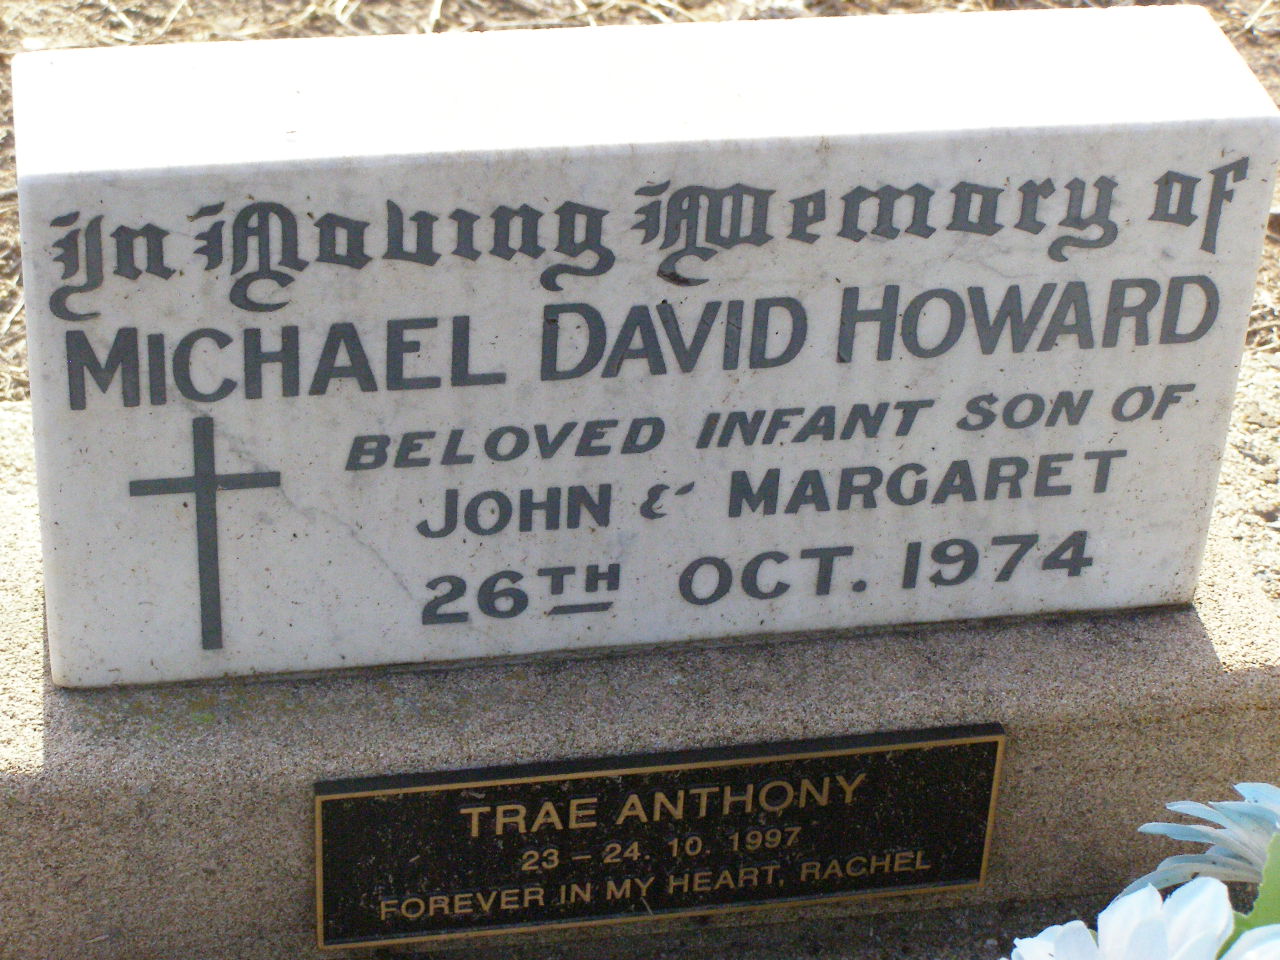 In Loving Memory of
MICHAEL DAVID HOWARD
BELOVED INFANT SON OF
JOHN & MARGARET
26TH OCT. 1974
TRAE ANTHONY
23 - 24. 10. 1997
FOREVER IN MY HEART, RACHEL